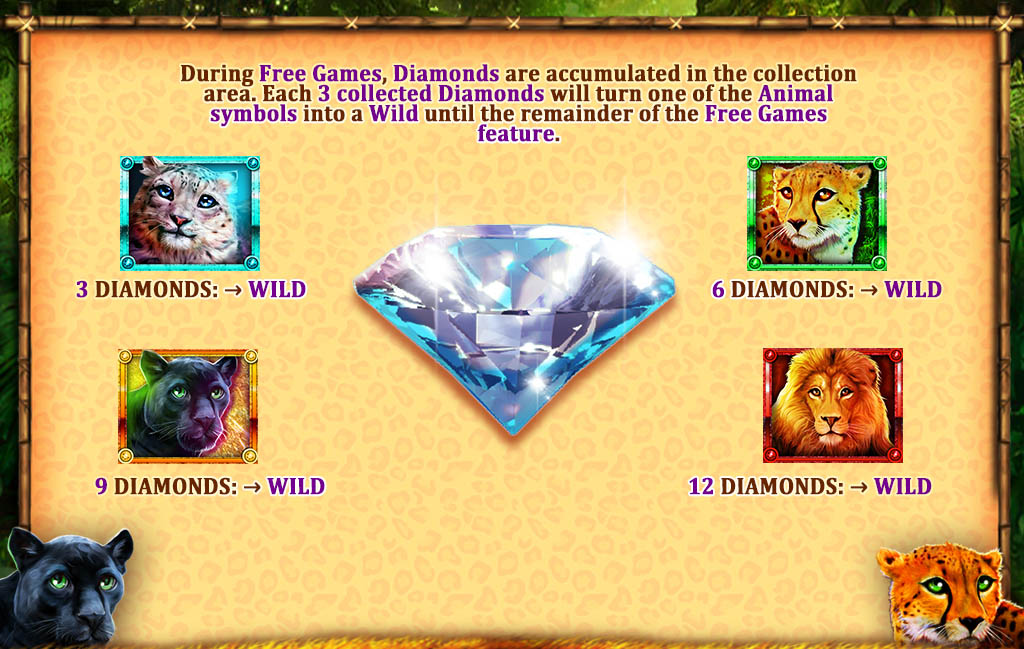 During Free Games, Diamonds are accumulated in the collection
area. Each 3 collected Diamonds will turn one of the Animal
symbols into a Wild until the remainder of the Free Games
feature.
3 DIAMONDS: → WILD
6 DIAMONDS: → WILD
9 DIAMONDS: → WILD
12 DIAMONDS: → WILD